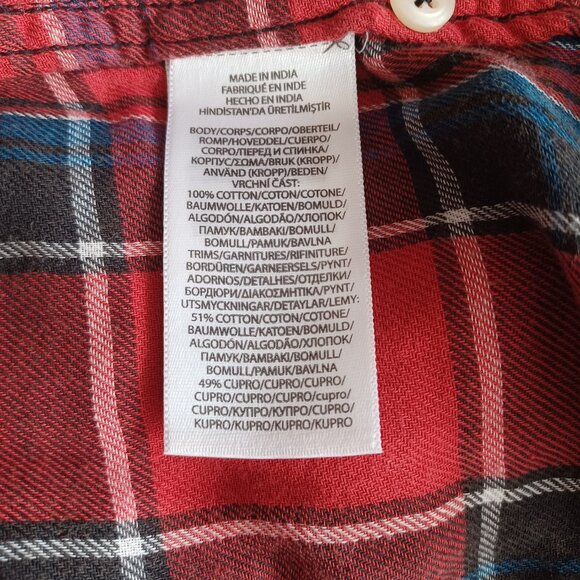 MADE IN INDIA
FABRIQUÉ EN INDE
HECHO EN INDIA
HİNDİSTAN'DA ÜRETİLMİŞTİR
BODY/CORPS/CORPO/OBERTEIL/
ROMP/HOVEDDEL/CUERPO/
CORPO/ПЕРЕД И СПИНКА/
КОРПУС/ΣΩΜΑ/BRUK (KROPP)/
ANVÄND (KROPP)/BEDEN/
VRCHNÍ ČÁST:
100% COTTON/COTON/COTONE/
BAUMWOLLE/KATOEN/BOMULD/
ALGODÓN/ALGODÃO/ХЛОПОК/
ПАМУК/ΒΑΜΒΑΚΙ/BOMULL/
BOMULL/PAMUK/BAVLNA
TRIMS/GARNITURES/RIFINITURE/
BORDÜREN/GARNEERSELS/PYNT/
ADORNOS/DETALHES/ОТДЕЛКИ/
БОРДЮРИ/ΔΙΑΚΟΣΜΗΤΙΚΑ/PYNT/
UTSMYCKNINGAR/DETAYLAR/LEMY:
51% COTTON/COTON/COTONE/
BAUMWOLLE/KATOEN/BOMULD/
ALGODÓN/ALGODÃO/ХЛОПОК/
ПАМУК/ΒΑΜΒΑΚΙ/BOMULL/
BOMULL/PAMUK/BAVLNA
49% CUPRO/CUPRO/CUPRO/
CUPRO/CUPRO/CUPRO/cupro/
CUPRO/КУПРО/КУПРО/CUPRO/
KUPRO/KUPRO/KUPRO/KUPRO